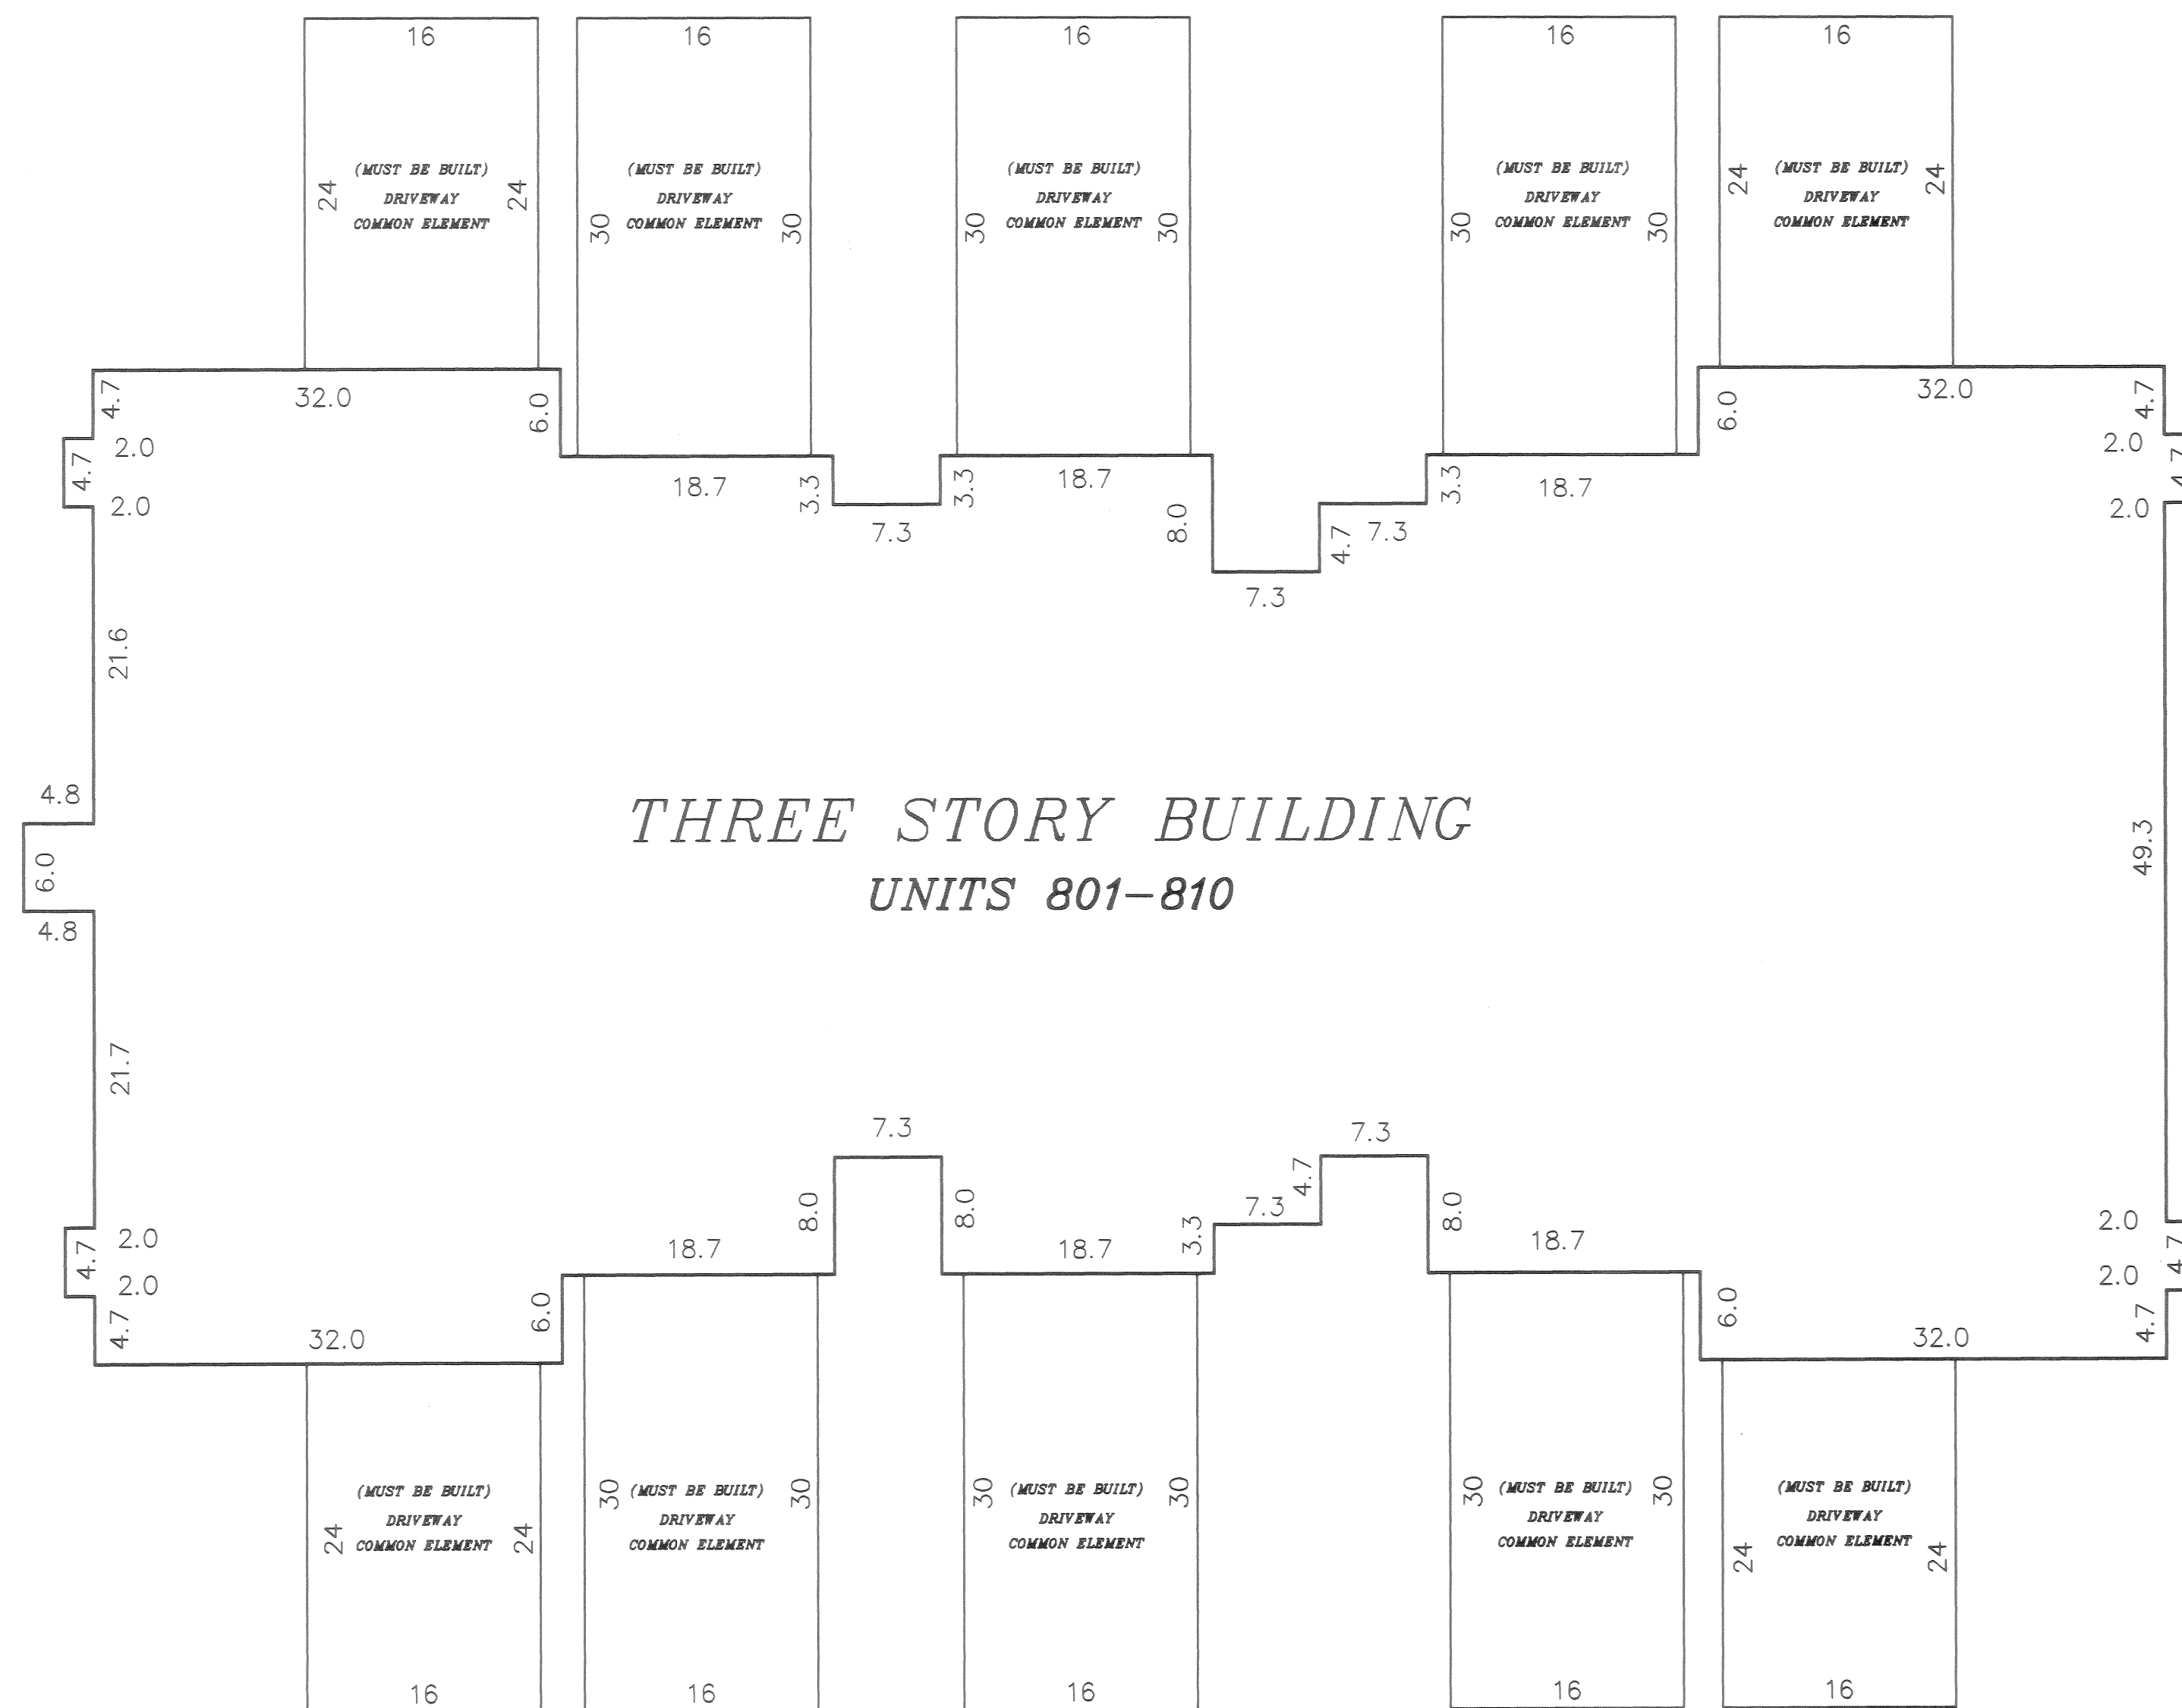 16 16 16 16 16
(MUST BE BUILT) (MUST BE BUILT) (MUST BE BUILT) (MUST BE BUILT) (MUST BE BUILT)
24 DRIVEWAY 24 DRIVEWAY DRIVEWAY DRIVEWAY 24 DRIVEWAY 24
COMMON ELEMENT 30 COMMON ELEMENT 30 30 COMMON ELEMENT 30 30 COMMON ELEMENT 30 COMMON ELEMENT
4.7 32.0 6.0 6.0 32.0 4.7
2.0 2.0
4.7 18.7 3.3 3.3 18.7 3.3 18.7 4.7
2.0 7.3 8.0 4.7 7.3 2.0
7.3
21.6
4.8
THREE STORY BUILDING
6.0 49.3
UNITS 801-810
4.8
21.7
7.3 7.3
4.7
8.0 8.0 7.3 8.0
2.0 18.7 18.7 3.3 18.7 2.0
4.7 4.7
2.0 2.0
4.7 32.0 6.0 6.0 32.0 4.7
(MUST BE BUILT) 30 (MUST BE BUILT) 30 30 (MUST BE BUILT) 30 30 (MUST BE BUILT) 30 (MUST BE BUILT)
DRIVEWAY DRIVEWAY DRIVEWAY DRIVEWAY DRIVEWAY
24 COMMON ELEMENT 24 COMMON ELEMENT COMMON ELEMENT COMMON ELEMENT 24 COMMON ELEMENT 24
16 16 16 16 16